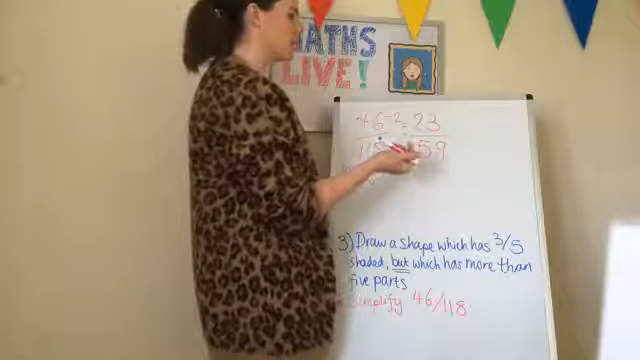 MATHS
LIVE!
46 ÷2 = 23
118 59
3) Draw a shape which has 3/5
shaded, but which has more than
five parts
Simplify 46/118